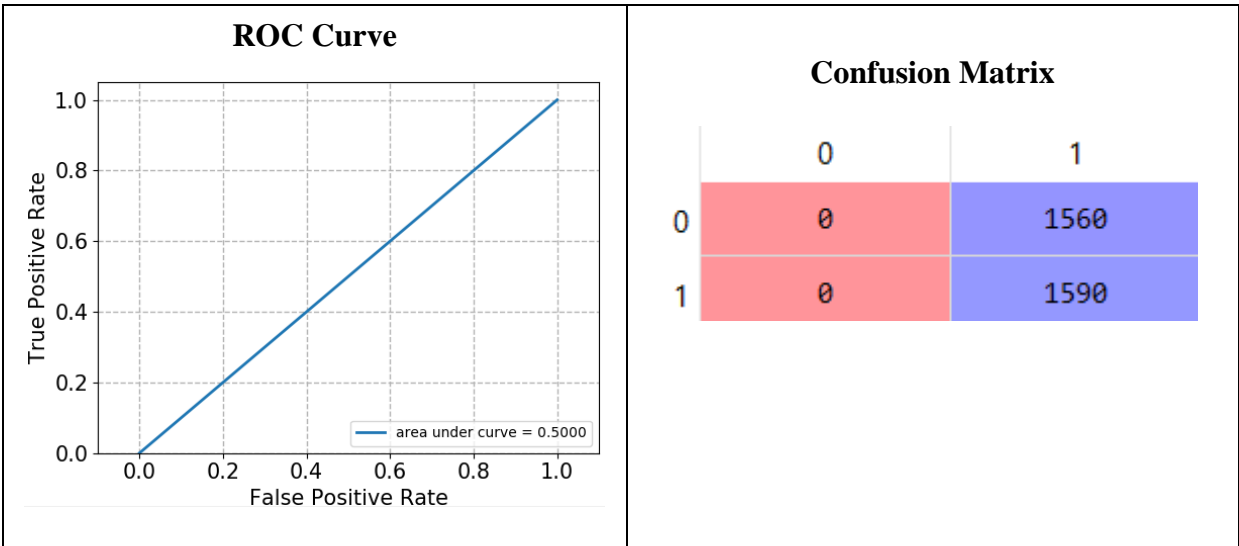 ROC Curve
1.0
0.8
0.6
0.4
0.2
0.0
True Positive Rate
0.0 0.2 0.4 0.6 0.8 1.0
False Positive Rate
area under curve = 0.5000
Confusion Matrix
0 1
0 0 1560
1 0 1590